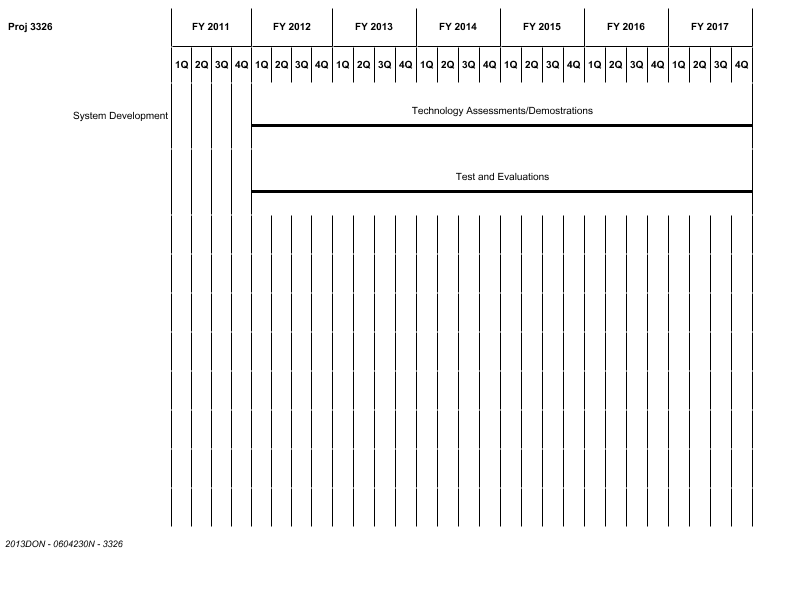 Proj 3326 FY 2011 FY 2012 FY 2013 FY 2014 FY 2015 FY 2016 FY 2017
1Q 2Q 3Q 4Q 1Q 2Q 3Q 4Q 1Q 2Q 3Q 4Q 1Q 2Q 3Q 4Q 1Q 2Q 3Q 4Q 1Q 2Q 3Q 4Q 1Q 2Q 3Q 4Q
Technology Assessments/Demostrations
System Development
Test and Evaluations
2013DON - 0604230N - 3326